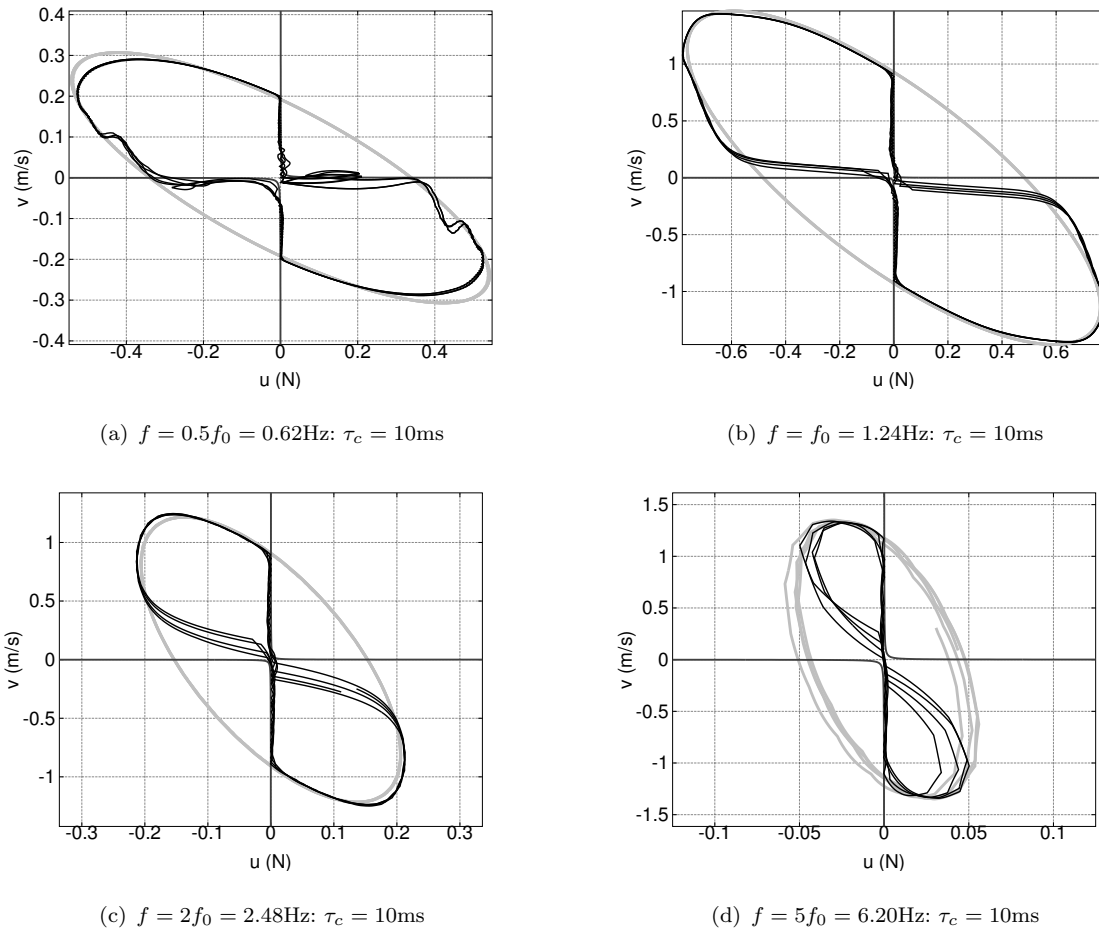 0.4
0.3
0.2
0.1
0
-0.1
-0.2
-0.3
-0.4
-0.4 -0.2 0 0.2 0.4
v (m/s)
u (N)
(a) f = 0.5f₀ = 0.62Hz: τ_c = 10ms
1
0.5
0
-0.5
-1
-0.6 -0.4 -0.2 0 0.2 0.4 0.6
v (m/s)
u (N)
(b) f = f₀ = 1.24Hz: τ_c = 10ms
1
0.5
0
-0.5
-1
-0.3 -0.2 -0.1 0 0.1 0.2 0.3
v (m/s)
u (N)
(c) f = 2f₀ = 2.48Hz: τ_c = 10ms
1.5
1
0.5
0
-0.5
-1
-1.5
-0.1 -0.05 0 0.05 0.1
v (m/s)
u (N)
(d) f = 5f₀ = 6.20Hz: τ_c = 10ms